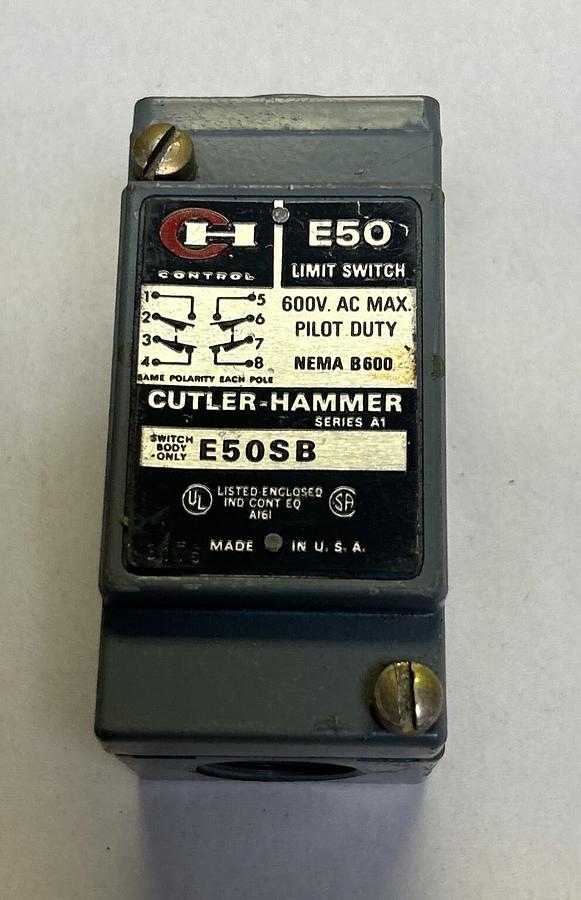 CH E50
CONTROL LIMIT SWITCH
1 5 600V. AC MAX.
2 6 PILOT DUTY
3 7
4 8 NEMA B600
SAME POLARITY EACH POLE
CUTLER-HAMMER
SERIES A1
SWITCH BODY ONLY E50SB
UL LISTED ENCLOSED SA
IND CONT EQ
A161
MADE IN U.S.A.